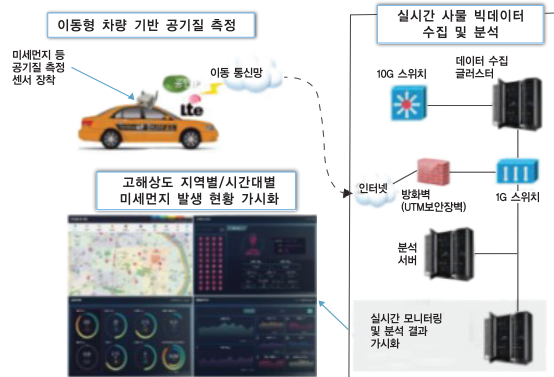 이동형 차량 기반 공기질 측정
미세먼지 등
공기질 측정
센서 장착
Lte
이동 통신망
고해상도 지역별/시간대별
미세먼지 발생 현황 가시화
실시간 사물 빅데이터
수집 및 분석
10G 스위치
데이터 수집
클러스터
인터넷
방화벽
(UTM보안장벽)
1G 스위치
분석
서버
실시간 모니터링
및 분석 결과
가시화